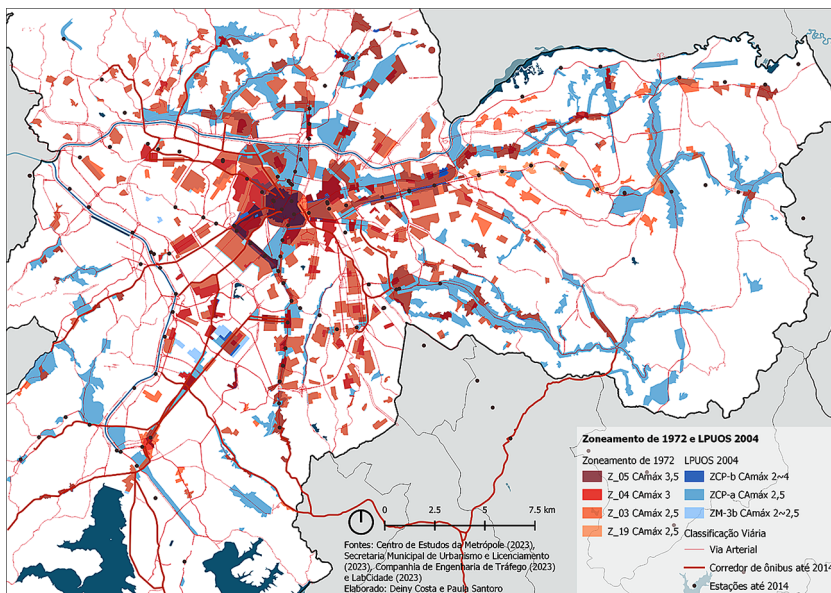 Zoneamento de 1972 e LPUOS 2004
Zoneamento de 1972
Z_05 CAmáx 3,5
Z_04 CAmáx 3
Z_03 CAmáx 2,5
Z_19 CAmáx 2,5
LPUOS 2004
ZCP-b CAmáx 2~4
ZCP-a CAMáx 2,5
ZM-3b CAmáx 2~2,5
Classificação Viária
Via Arterial
Corredor de ônibus até 2014
Estações até 2014
0 2.5 5 7.5 km
Fontes: Centro de Estudos da Metrópole (2023),
Secretaria Municipal de Urbanismo e Licenciamento
(2023), Companhia de Engenharia de Tráfego (2023)
e LabCidade (2023)
Elaborado: Deiny Costa e Paula Santoro